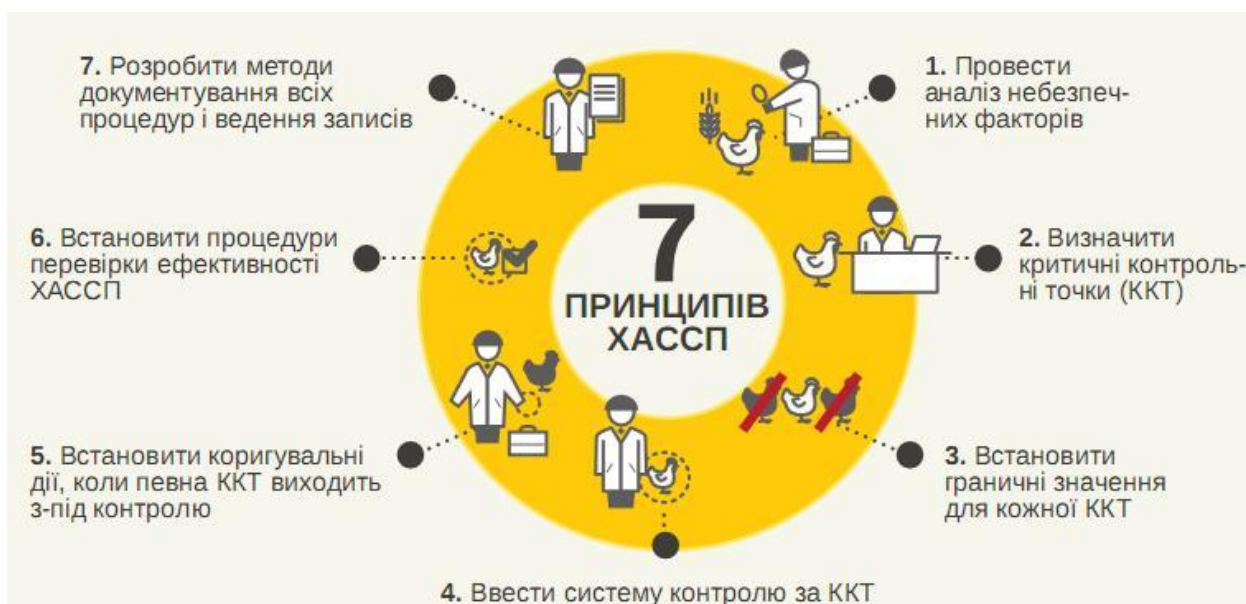 7
ПРИНЦИПІВ
ХАССП
1. Провести
аналіз небезпеч-
них факторів
2. Визначити
критичні контроль-
ні точки (ККТ)
3. Встановити
граничні значення
для кожної ККТ
4. Ввести систему контролю за ККТ
5. Встановити коригувальні
дії, коли певна ККТ виходить
з-під контролю
6. Встановити процедури
перевірки ефективності
ХАССП
7. Розробити методи
документування всіх
процедур і ведення записів